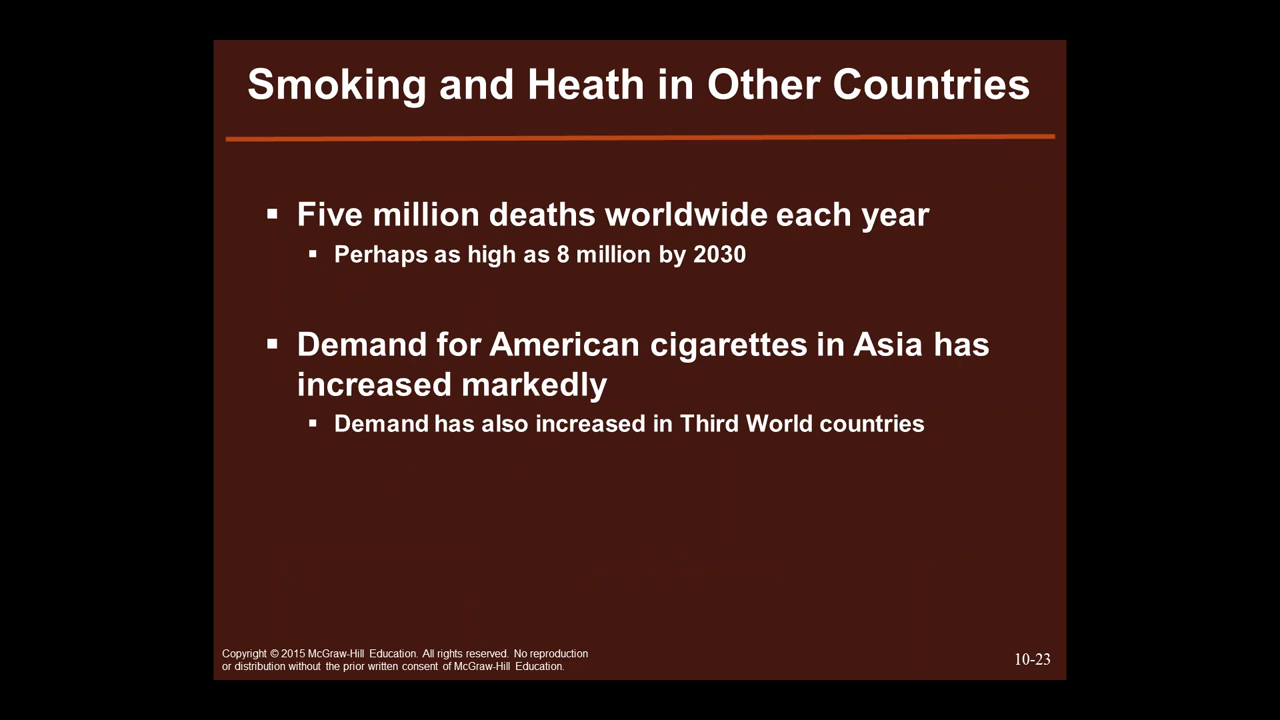 Smoking and Heath in Other Countries
▪ Five million deaths worldwide each year
▪ Perhaps as high as 8 million by 2030
▪ Demand for American cigarettes in Asia has
increased markedly
▪ Demand has also increased in Third World countries
Copyright © 2015 McGraw-Hill Education. All rights reserved. No reproduction
or distribution without the prior written consent of McGraw-Hill Education.
10-23